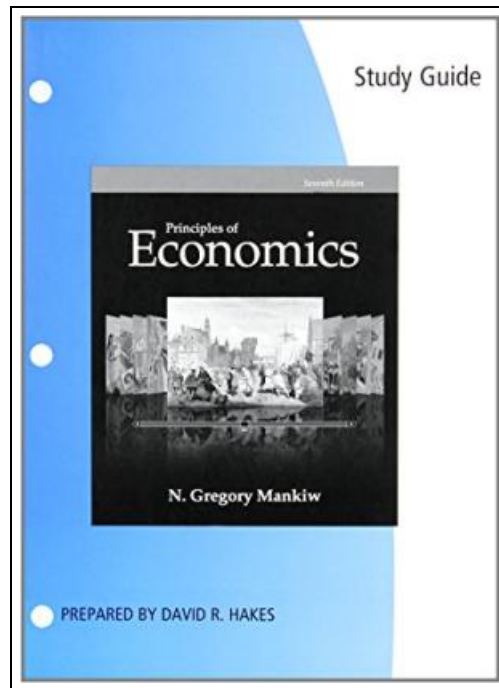 Study Guide
Seventh Edition
Principles of
Economics
N. Gregory Mankiw
PREPARED BY DAVID R. HAKES